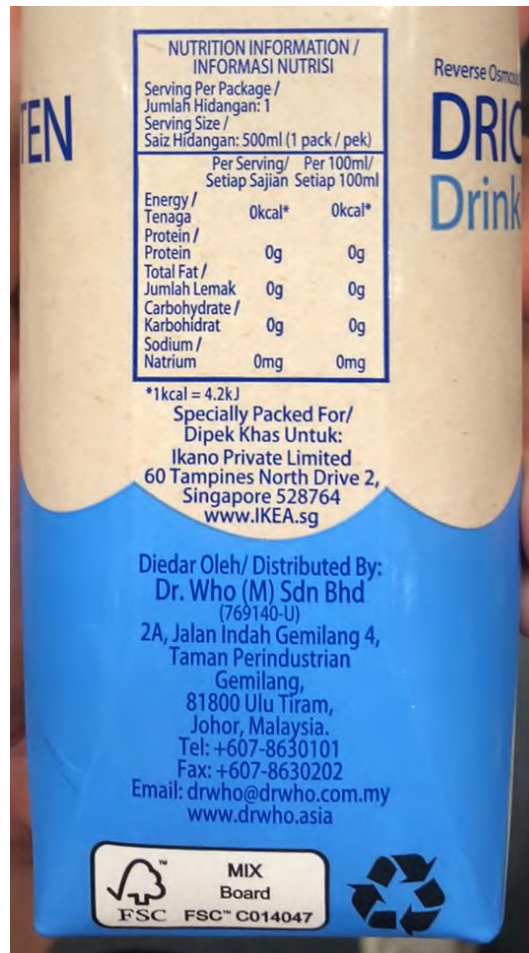 TEN
NUTRITION INFORMATION /
INFORMASI NUTRISI
Serving Per Package /
Jumlah Hidangan: 1
Serving Size /
Saiz Hidangan: 500ml (1 pack / pek)
Per Serving/ Per 100ml/
Setiap Sajian Setiap 100ml
Energy /
Tenaga 0kcal* 0kcal*
Protein /
Protein 0g 0g
Total Fat /
Jumlah Lemak 0g 0g
Carbohydrate /
Karbohidrat 0g 0g
Sodium /
Natrium 0mg 0mg
*1kcal = 4.2kJ
Specially Packed For/
Dipek Khas Untuk:
Ikano Private Limited
60 Tampines North Drive 2,
Singapore 528764
www.IKEA.sg
Diedar Oleh/ Distributed By:
Dr. Who (M) Sdn Bhd
(769140-U)
2A, Jalan Indah Gemilang 4,
Taman Perindustrian
Gemilang,
81800 Ulu Tiram,
Johor, Malaysia.
Tel: +607-8630101
Fax: +607-8630202
Email: drwho@drwho.com.my
www.drwho.asia
FSC™
MIX
Board
FSC™ C014047
Reverse Osmos
DRIC
Drink